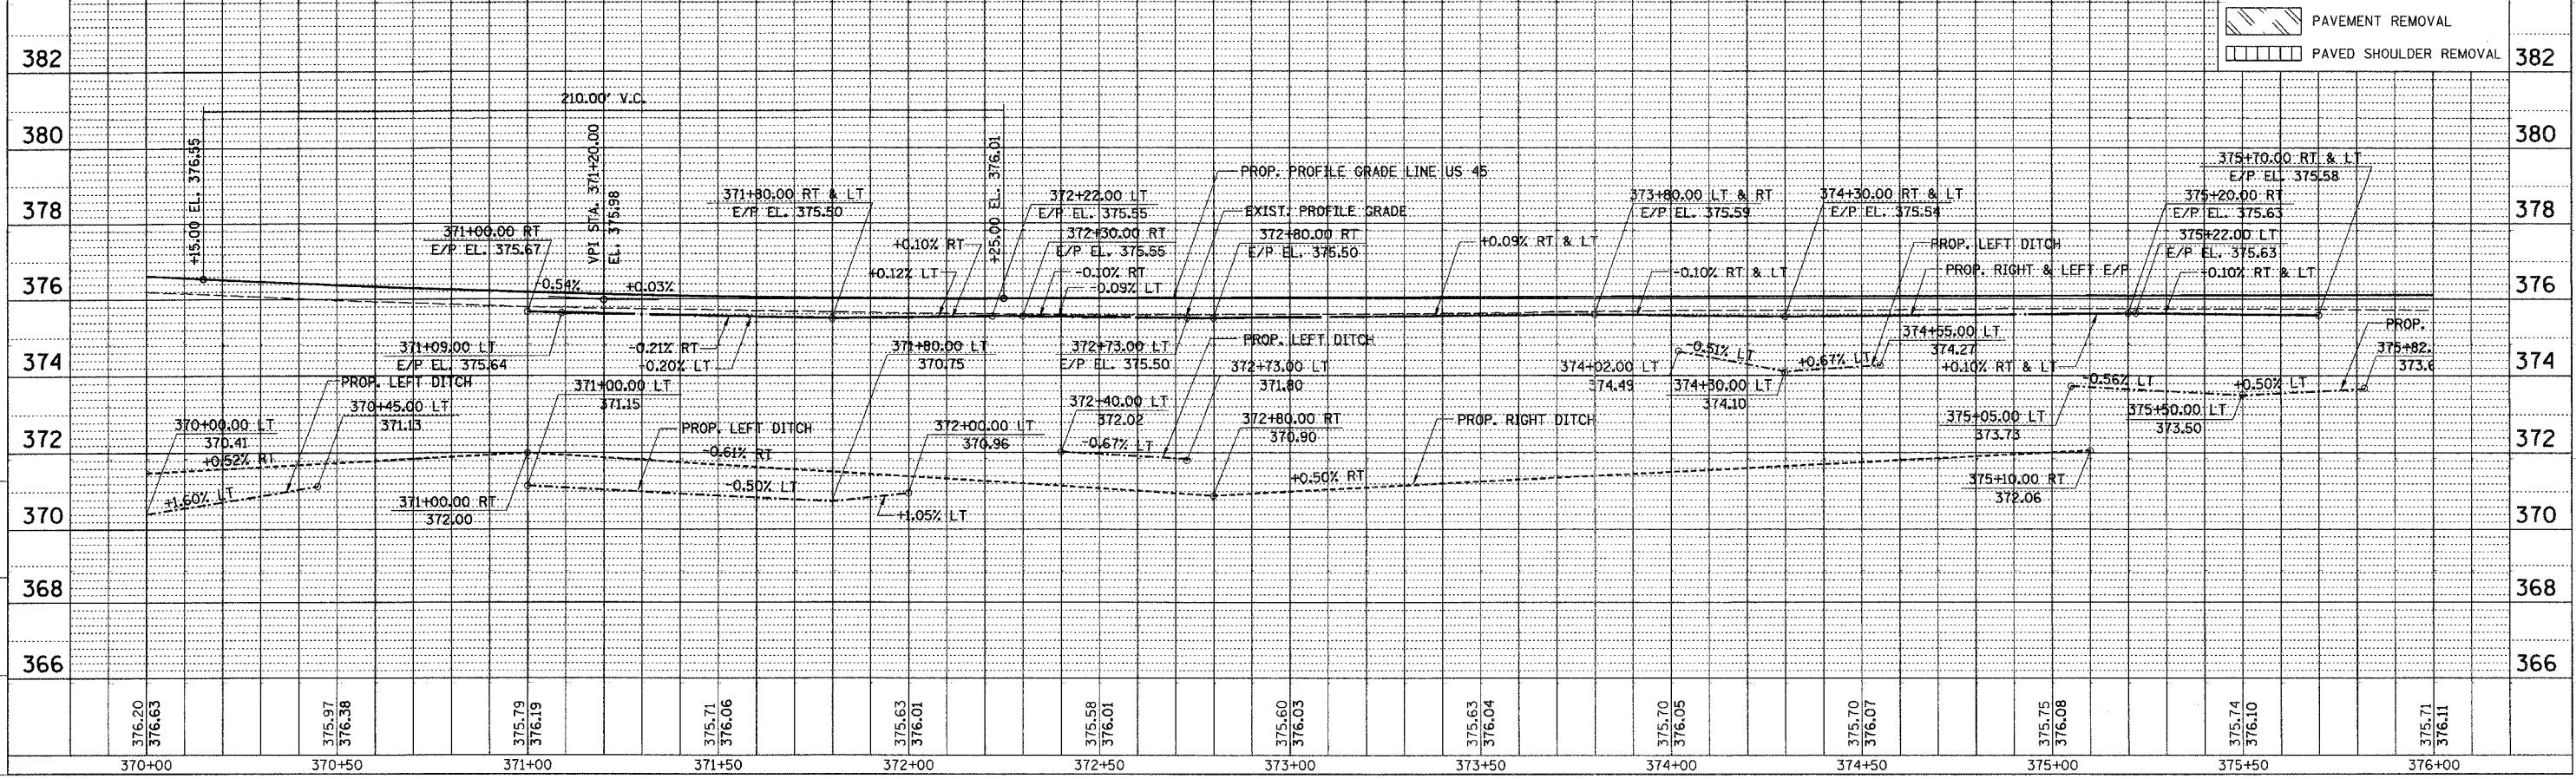 PAVEMENT REMOVAL
PAVED SHOULDER REMOVAL
382
382
380
380
378
378
376
376
374
374
372
372
370
370
368
368
366
366
210.00' V.C.
+15.00 EL. 376.55
VPI STA. 371+20.00
EL. 375.98
+25.00 EL. 376.01
371+00.00 RT
E/P EL. 375.67
371+80.00 RT & LT
E/P EL. 375.50
372+22.00 LT
E/P EL. 375.55
372+30.00 RT
E/P EL. 375.55
PROP. PROFILE GRADE LINE US 45
EXIST. PROFILE GRADE
372+80.00 RT
E/P EL. 375.50
+0.09% RT & LT
373+80.00 LT & RT
E/P EL. 375.59
374+30.00 RT & LT
E/P EL. 375.54
375+70.00 RT & LT
E/P EL. 375.58
375+20.00 RT
E/P EL. 375.63
375+22.00 LT
E/P EL. 375.63
PROP. LEFT DITCH
PROP. RIGHT & LEFT E/P
-0.10% RT & LT
-0.10% RT & LT
+0.10% RT
+0.12% LT
-0.10% RT
-0.09% LT
-0.54%
+0.03%
371+09.00 LT
E/P EL. 375.64
-0.21% RT
-0.20% LT
371+80.00 LT
370.75
372+73.00 LT
E/P EL. 375.50
PROP. LEFT DITCH
372+73.00 LT
371.80
374+02.00 LT
374.49
-0.51% LT
374+30.00 LT
374.10
+0.67% LT
374+55.00 LT
374.27
+0.10% RT & LT
-0.56% LT
+0.50% LT
PROP.
375+82.
373.6
375+05.00 LT
373.73
375+50.00 LT
373.50
PROP. LEFT DITCH
370+45.00 LT
371.13
370+00.00 LT
370.41
+0.52% RT
+1.60% LT
371+00.00 LT
371.15
371+00.00 RT
372.00
PROP. LEFT DITCH
-0.61% RT
-0.50% LT
+1.05% LT
372+00.00 LT
370.96
372+40.00 LT
372.02
-0.67% LT
372+80.00 RT
370.90
+0.50% RT
PROP. RIGHT DITCH
375+10.00 RT
372.06
376.20
376.63
375.97
376.38
375.79
376.19
375.71
376.06
375.63
376.01
375.58
376.01
375.60
376.03
375.63
376.04
375.70
376.05
375.70
376.07
375.75
376.08
375.74
376.10
375.71
376.11
370+00
370+50
371+00
371+50
372+00
372+50
373+00
373+50
374+00
374+50
375+00
375+50
376+00